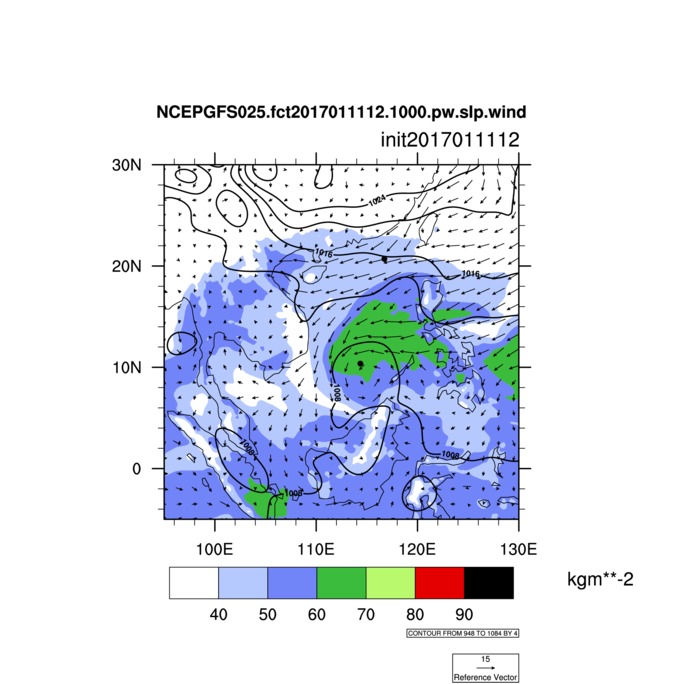 NCEPGFS025.fct2017011112.1000.pw.slp.wind
init2017011112
30N
20N
10N
0
1024
1016
1016
1008
1008
1008
1008
100E 110E 120E 130E
kgm**-2
40 50 60 70 80 90
CONTOUR FROM 948 TO 1084 BY 4
15
Reference Vector